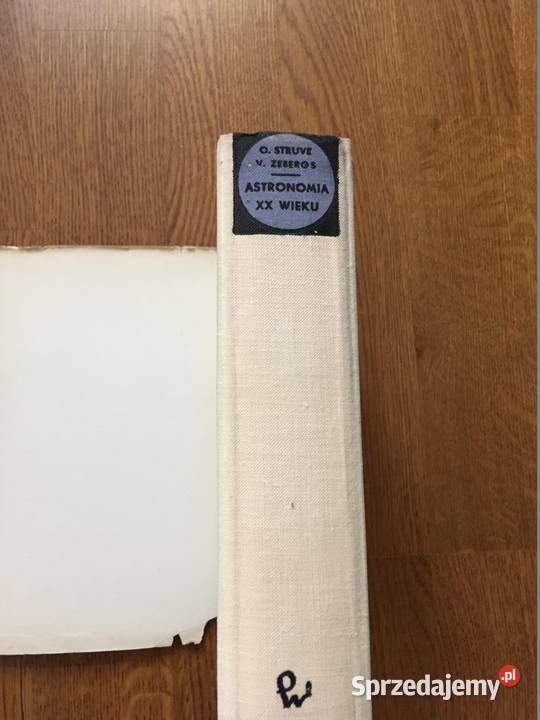 O. STRUVE
V. ZEBERGS
ASTRONOMIA
XX WIEKU
PW
Sprzedajemy.pl